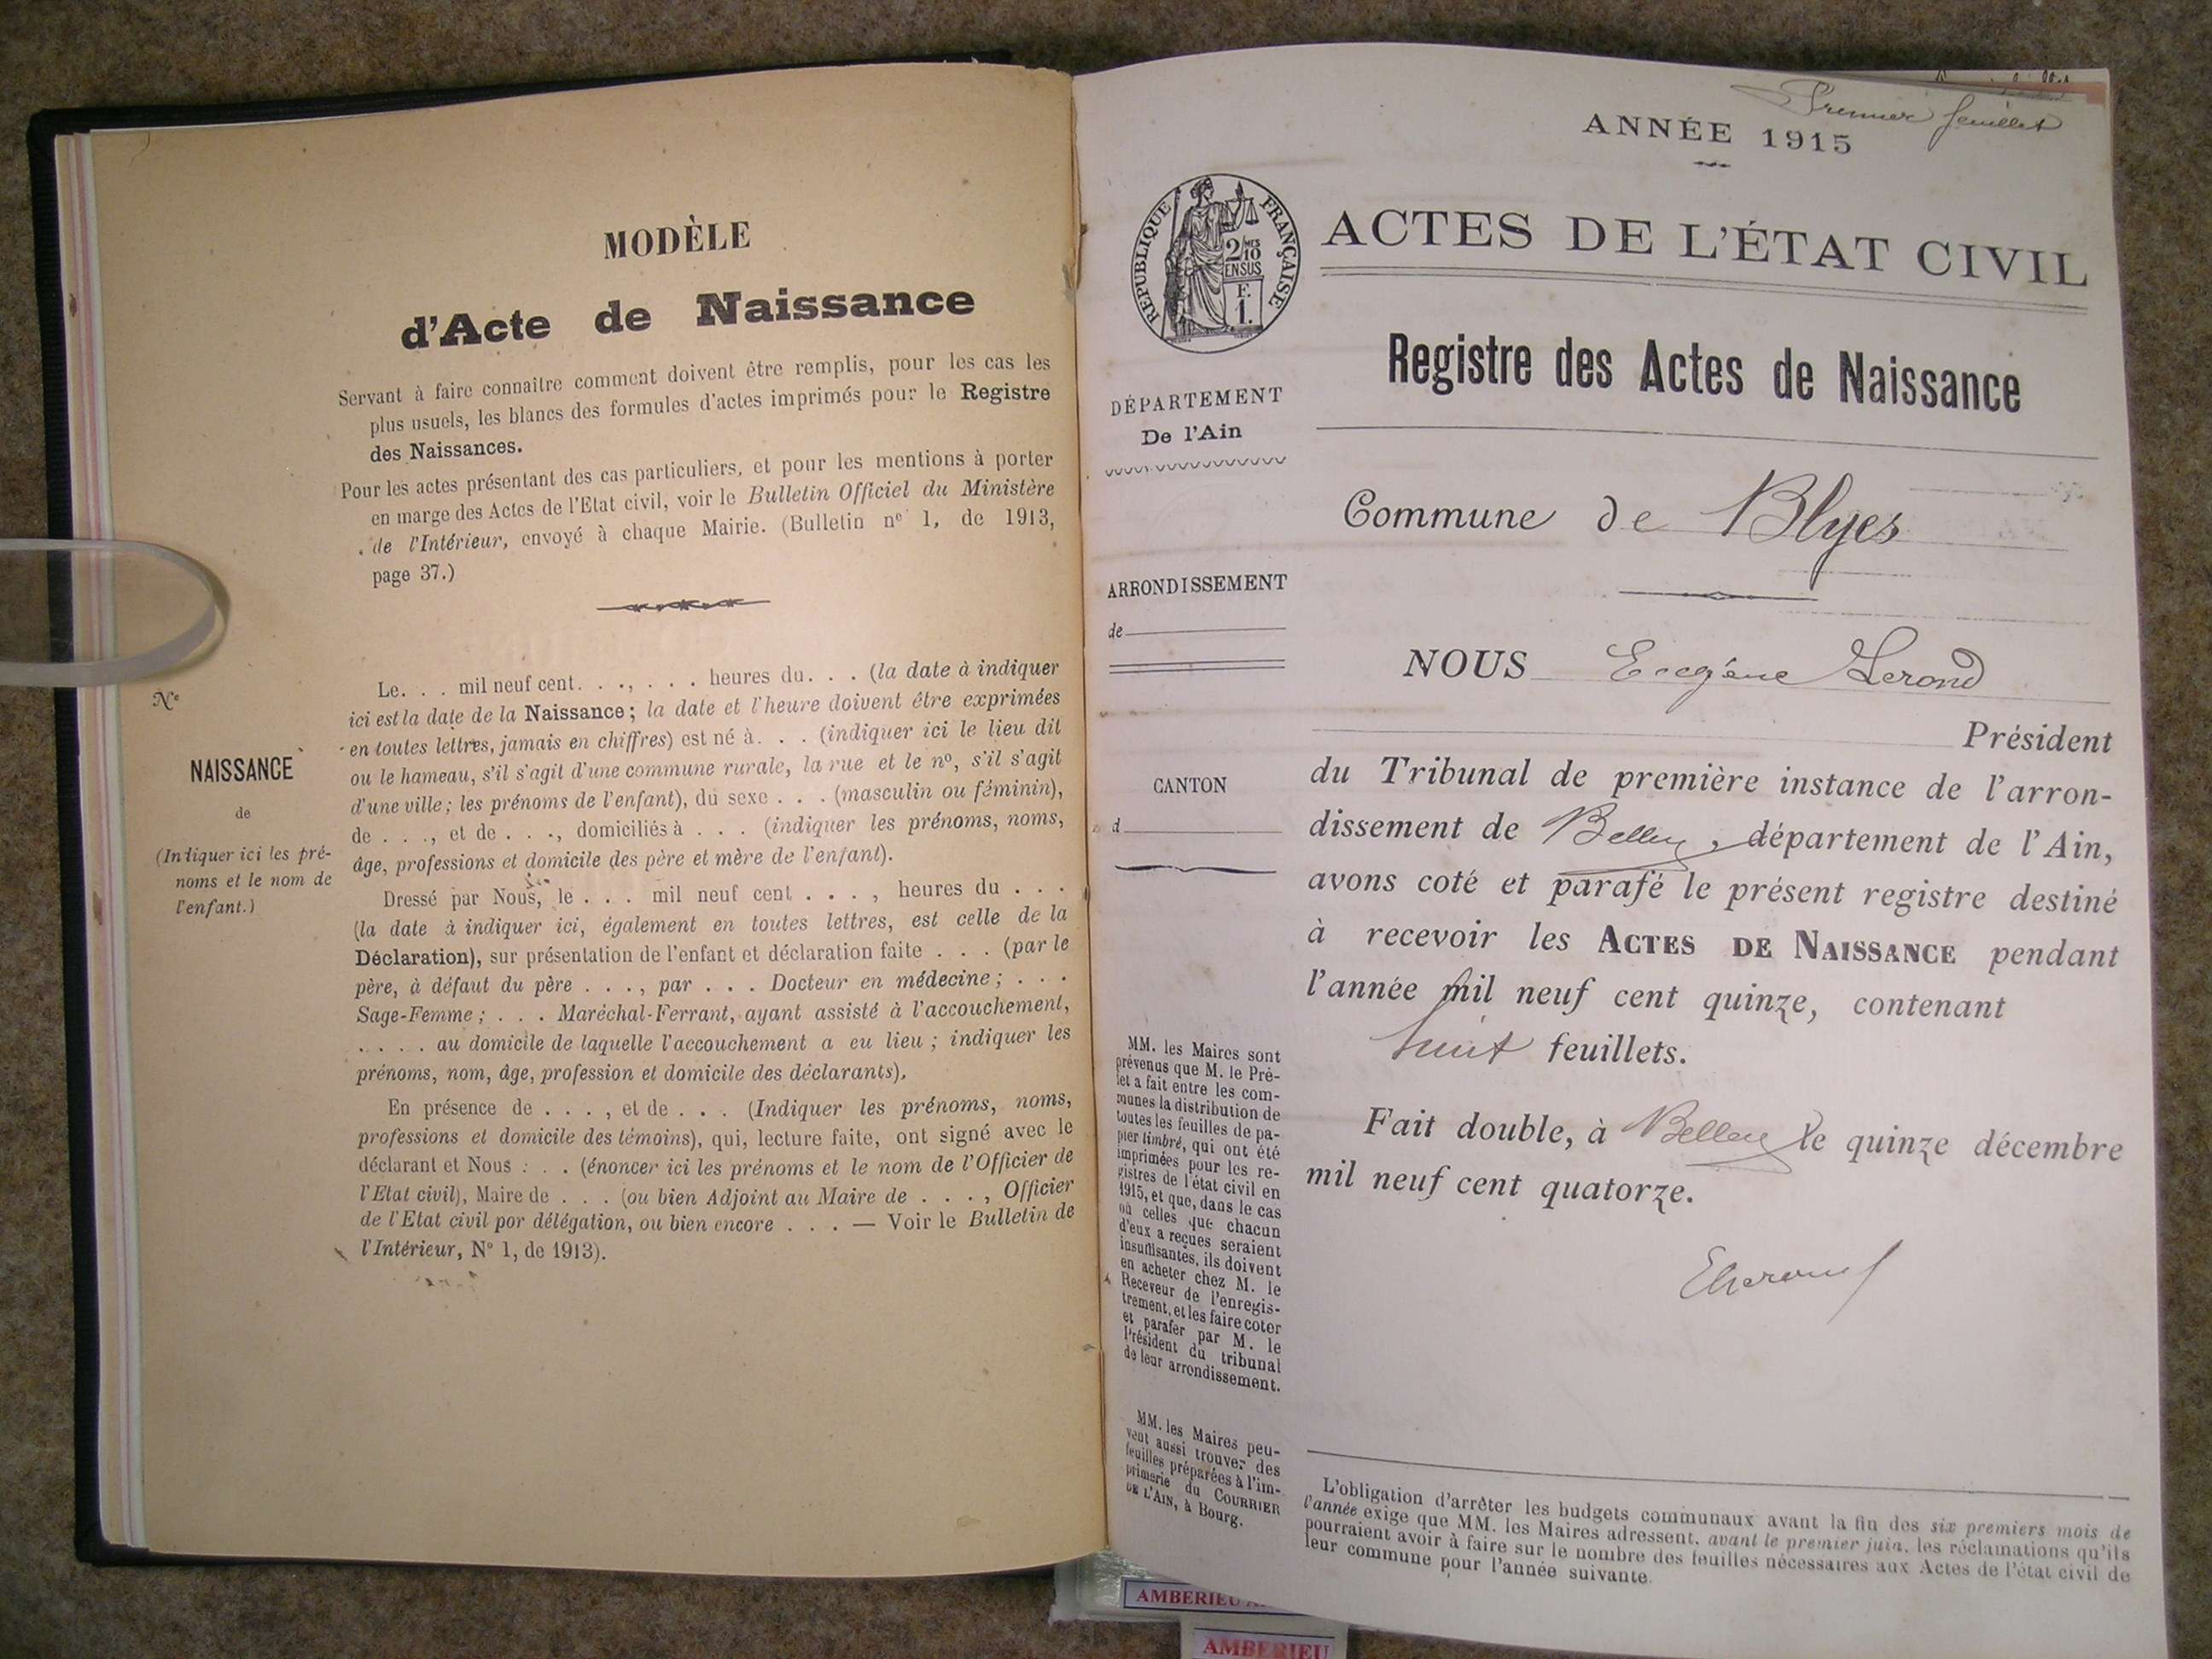 MODÈLE
d'Acte de Naissance
Servant à faire connaître comment doivent être remplis, pour les cas les
plus usuels, les blancs des formules d'actes imprimés pour le Registre
des Naissances.
Pour les actes présentant des cas particuliers, et pour les mentions à porter
en marge des Actes de l'Etat civil, voir le Bulletin Officiel du Ministère
de l'Intérieur, envoyé à chaque Mairie. (Bulletin nº 1, de 1913,
page 37.)
Nº
NAISSANCE
de
(Indiquer ici les pré-
noms et le nom de
l'enfant.)
Le. . . mil neuf cent. . ., . . . heures du. . . (la date à indiquer
ici est la date de la Naissance; la date et l'heure doivent être exprimées
en toutes lettres, jamais en chiffres) est né à. . . (indiquer ici le lieu dit
ou le hameau, s'il s'agit d'une commune rurale, la rue et le nº, s'il s'agit
d'une ville; les prénoms de l'enfant), du sexe . . . (masculin ou féminin),
de . . ., et de . . ., domiciliés à . . . (indiquer les prénoms, noms,
âge, professions et domicile des père et mère de l'enfant).
Dressé par Nous, le . . . mil neuf cent . . . , heures du . . .
(la date à indiquer ici, également en toutes lettres, est celle de la
Déclaration), sur présentation de l'enfant et déclaration faite . . . (par le
père, à défaut du père . . ., par . . . Docteur en médecine; . . .
Sage-Femme; . . . Maréchal-Ferrant, ayant assisté à l'accouchement,
. . . . au domicile de laquelle l'accouchement a eu lieu; indiquer les
prénoms, nom, âge, profession et domicile des déclarants).
En présence de . . . , et de . . . (Indiquer les prénoms, noms,
professions et domicile des témoins), qui, lecture faite, ont signé avec le
déclarant et Nous : . . (énoncer ici les prénoms et le nom de l'Officier de
l'Etat civil), Maire de . . . (ou bien Adjoint au Maire de . . . , Officier
de l'Etat civil por délégation, ou bien encore . . . — Voir le Bulletin de
l'Intérieur, Nº 1, de 1913).
Premier feuillet
ANNÉE 1915
RÉPUBLIQUE FRANÇAISE
2/MES
10
EN SUS
F.
1.
ACTES DE L'ÉTAT CIVIL
Registre des Actes de Naissance
DÉPARTEMENT
De l'Ain
Commune de Blyes
ARRONDISSEMENT
de
NOUS Eugène Lerond
Président
du Tribunal de première instance de l'arron-
dissement de Belley, département de l'Ain,
avons coté et parafé le présent registre destiné
à recevoir les ACTES DE NAISSANCE pendant
l'année mil neuf cent quinze, contenant
huit feuillets.
CANTON
d
Fait double, à Belley le quinze décembre
mil neuf cent quatorze.
MM. les Maires sont
prévenus que M. le Pré-
fet a fait entre les com-
munes la distribution de
toutes les feuilles de pa-
pier timbré, qui ont été
imprimées pour les re-
gistres de l'état civil en
1915, et que, dans le cas
où celles que chacun
d'eux a reçues seraient
insuffisantes, ils doivent
en acheter chez M. le
Receveur de l'enregis-
trement, et les faire coter
et parafer par M. le
Président du tribunal
de leur arrondissement.
MM. les Maires peu-
vent aussi trouver des
feuilles préparées à l'im-
primerie du COURRIER
DE L'AIN, à Bourg.
L'obligation d'arrêter les budgets communaux avant la fin des six premiers mois de
l'année exige que MM. les Maires adressent, avant le premier juin, les réclamations qu'ils
pourraient avoir à faire sur le nombre des feuilles nécessaires aux Actes de l'état civil de
leur commune pour l'année suivante.
AMBERIEU
AMBERIEU